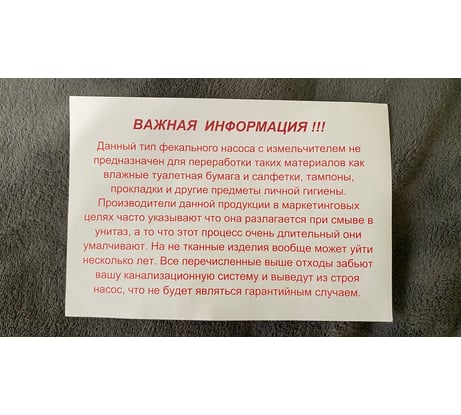 ВАЖНАЯ ИНФОРМАЦИЯ !!!
Данный тип фекального насоса с измельчителем не
предназначен для переработки таких материалов как
влажные туалетная бумага и салфетки, тампоны,
прокладки и другие предметы личной гигиены.
Производители данной продукции в маркетинговых
целях часто указывают что она разлагается при смыве в
унитаз, а то что этот процесс очень длительный они
умалчивают. На не тканные изделия вообще может уйти
несколько лет. Все перечисленные выше отходы забьют
вашу канализационную систему и выведут из строя
насос, что не будет являться гарантийным случаем.